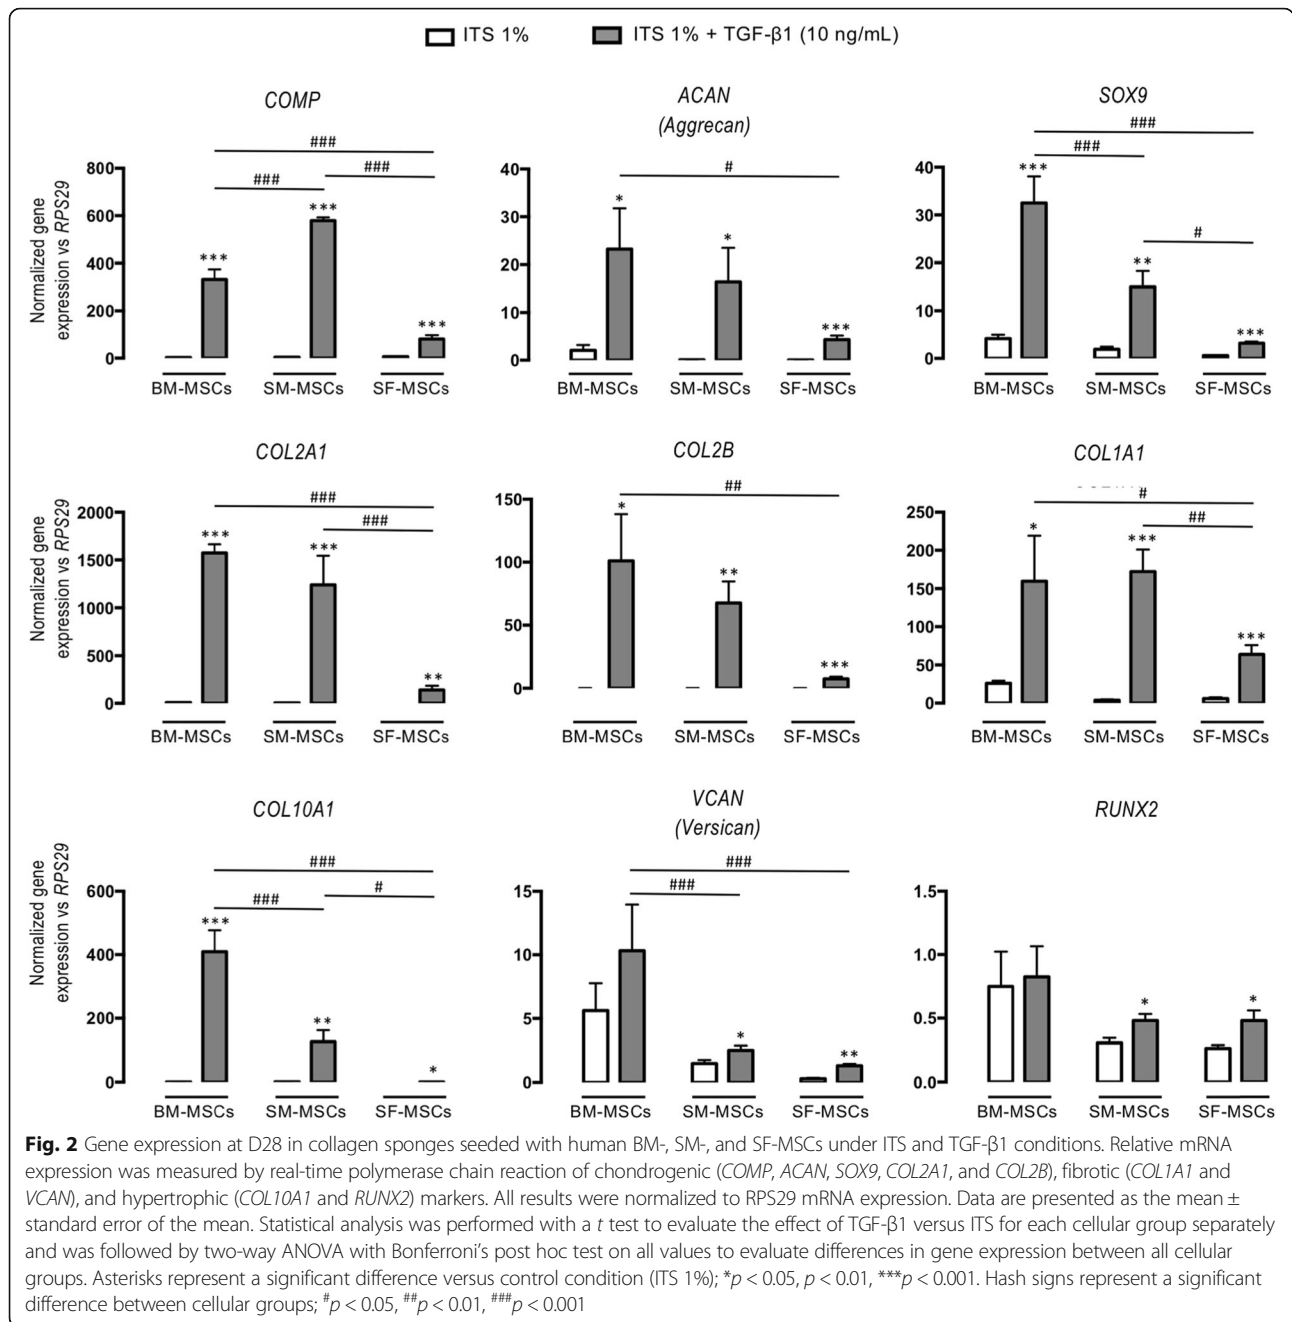 ITS 1% ITS 1% + TGF-β1 (10 ng/mL)
COMP
Normalized gene
expression vs RPS29
800
600
400
200
0
###
###
###
***
***
***
BM-MSCs SM-MSCs SF-MSCs
ACAN
(Aggrecan)
40
30
20
10
0
#
*
*
***
BM-MSCs SM-MSCs SF-MSCs
SOX9
40
30
20
10
0
###
###
#
***
**
***
BM-MSCs SM-MSCs SF-MSCs
COL2A1
Normalized gene
expression vs RPS29
2000
1500
1000
500
0
###
###
***
***
**
BM-MSCs SM-MSCs SF-MSCs
COL2B
150
100
50
0
##
*
**
***
BM-MSCs SM-MSCs SF-MSCs
COL1A1
250
200
150
100
50
0
#
##
*
***
***
BM-MSCs SM-MSCs SF-MSCs
COL10A1
Normalized gene
expression vs RPS29
600
400
200
0
###
###
#
***
**
*
BM-MSCs SM-MSCs SF-MSCs
VCAN
(Versican)
15
10
5
0
###
###
*
**
BM-MSCs SM-MSCs SF-MSCs
RUNX2
1.5
1.0
0.5
0.0
*
*
BM-MSCs SM-MSCs SF-MSCs
Fig. 2 Gene expression at D28 in collagen sponges seeded with human BM-, SM-, and SF-MSCs under ITS and TGF-β1 conditions. Relative mRNA
expression was measured by real-time polymerase chain reaction of chondrogenic (COMP, ACAN, SOX9, COL2A1, and COL2B), fibrotic (COL1A1 and
VCAN), and hypertrophic (COL10A1 and RUNX2) markers. All results were normalized to RPS29 mRNA expression. Data are presented as the mean ±
standard error of the mean. Statistical analysis was performed with a t test to evaluate the effect of TGF-β1 versus ITS for each cellular group separately
and was followed by two-way ANOVA with Bonferroni's post hoc test on all values to evaluate differences in gene expression between all cellular
groups. Asterisks represent a significant difference versus control condition (ITS 1%); *p < 0.05, p < 0.01, ***p < 0.001. Hash signs represent a significant
difference between cellular groups; #p < 0.05, ##p < 0.01, ###p < 0.001